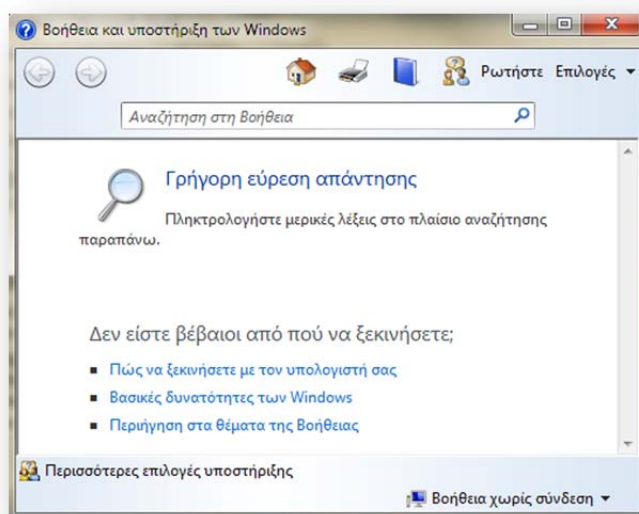 Βοήθεια και υποστήριξη των Windows
Ρωτήστε Επιλογές
Αναζήτηση στη Βοήθεια
Γρήγορη εύρεση απάντησης
Πληκτρολογήστε μερικές λέξεις στο πλαίσιο αναζήτησης
παραπάνω.
Δεν είστε βέβαιοι από πού να ξεκινήσετε;
Πώς να ξεκινήσετε με τον υπολογιστή σας
Βασικές δυνατότητες των Windows
Περιήγηση στα θέματα της Βοήθειας
Περισσότερες επιλογές υποστήριξης
Βοήθεια χωρίς σύνδεση